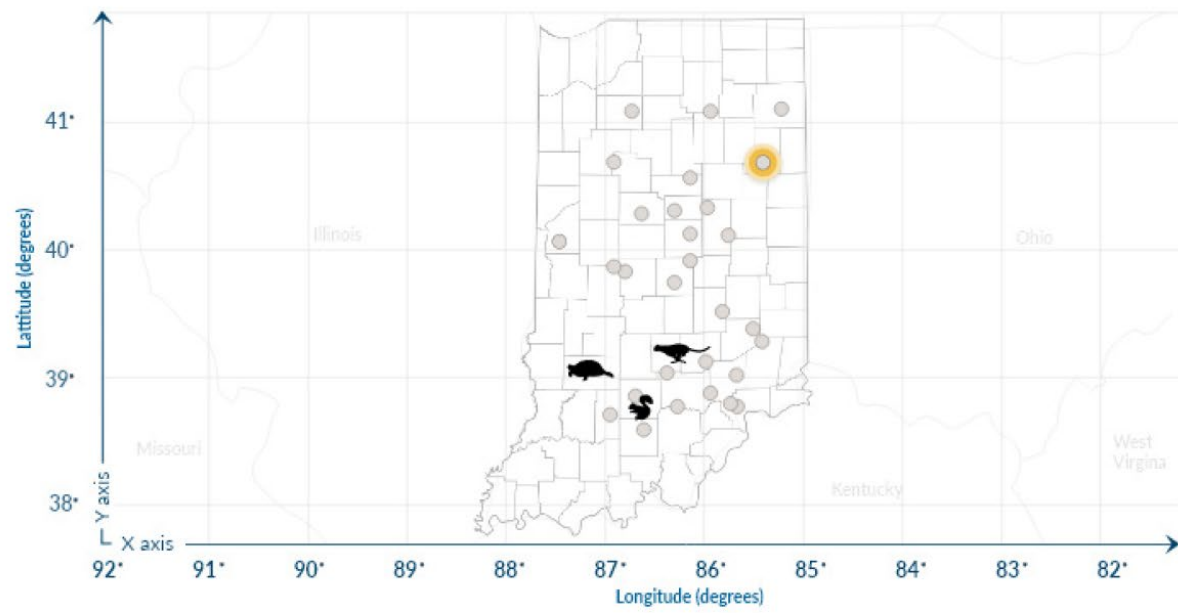 41°
40°
39°
38°
Lattitude (degrees)
Y axis
X axis
Illinois
Ohio
Missouri
Kentucky
West
Virgina
92° 91° 90° 89° 88° 87° 86° 85° 84° 83° 82°
Longitude (degrees)